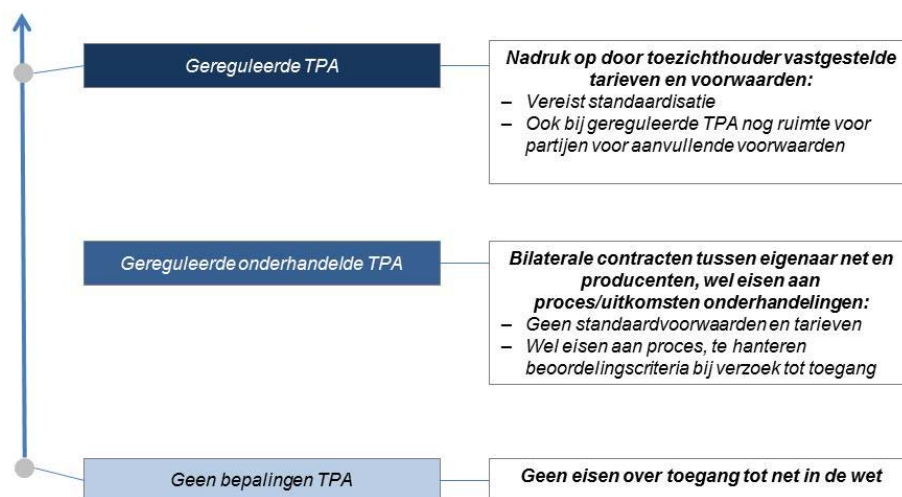 Gereguleerde TPA
Nadruk op door toezichthouder vastgestelde
tarieven en voorwaarden:
– Vereist standaardisatie
– Ook bij gereguleerde TPA nog ruimte voor
partijen voor aanvullende voorwaarden
Gereguleerde onderhandelde TPA
Bilaterale contracten tussen eigenaar net en
producenten, wel eisen aan
proces/uitkomsten onderhandelingen:
– Geen standaardvoorwaarden en tarieven
– Wel eisen aan proces, te hanteren
beoordelingscriteria bij verzoek tot toegang
Geen bepalingen TPA
Geen eisen over toegang tot net in de wet